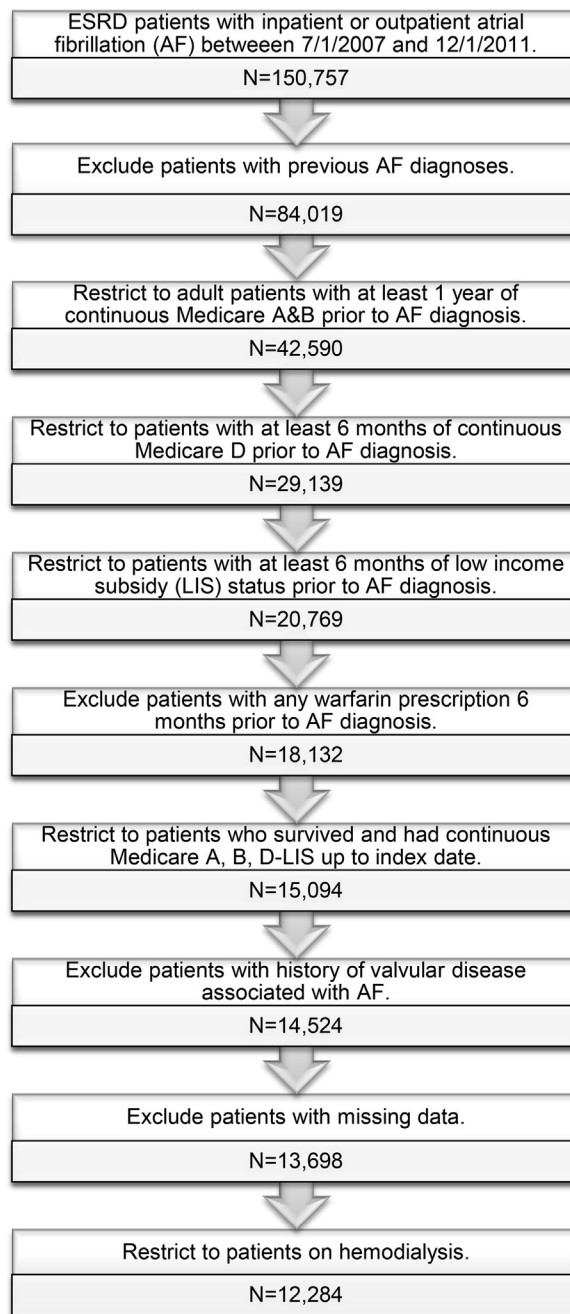 ESRD patients with inpatient or outpatient atrial
fibrillation (AF) betweeen 7/1/2007 and 12/1/2011.
N=150,757
Exclude patients with previous AF diagnoses.
N=84,019
Restrict to adult patients with at least 1 year of
continuous Medicare A&B prior to AF diagnosis.
N=42,590
Restrict to patients with at least 6 months of continuous
Medicare D prior to AF diagnosis.
N=29,139
Restrict to patients with at least 6 months of low income
subsidy (LIS) status prior to AF diagnosis.
N=20,769
Exclude patients with any warfarin prescription 6
months prior to AF diagnosis.
N=18,132
Restrict to patients who survived and had continuous
Medicare A, B, D-LIS up to index date.
N=15,094
Exclude patients with history of valvular disease
associated with AF.
N=14,524
Exclude patients with missing data.
N=13,698
Restrict to patients on hemodialysis.
N=12,284